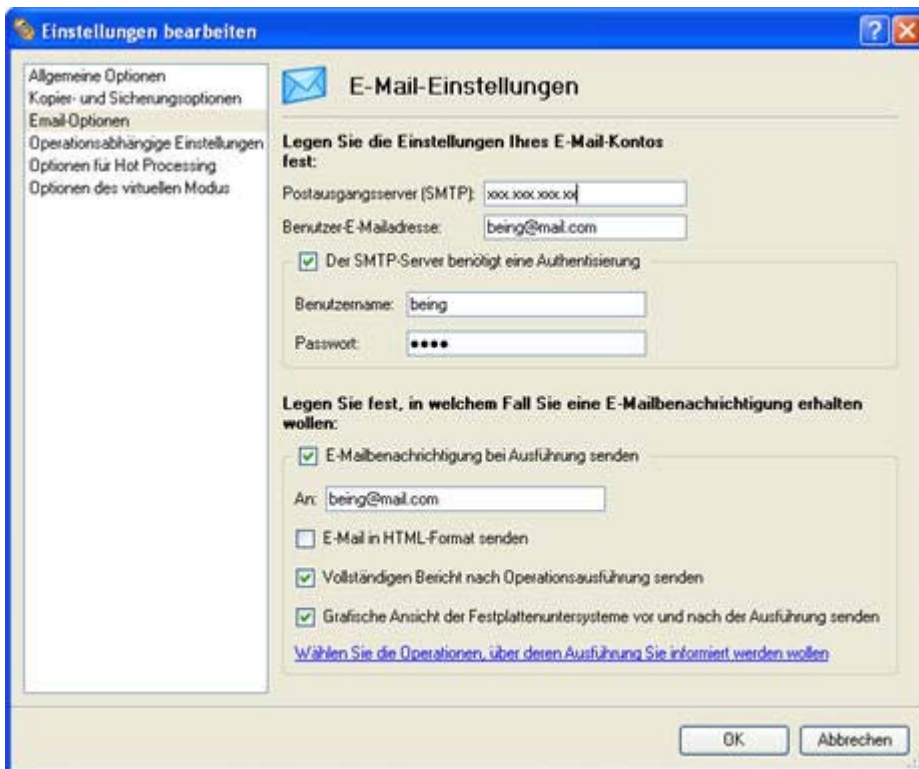 Einstellungen bearbeiten
Allgemeine Optionen
Kopier- und Sicherungsoptionen
Email-Optionen
Operationsabhängige Einstellungen
Optionen für Hot Processing
Optionen des virtuellen Modus
E-Mail-Einstellungen
Legen Sie die Einstellungen Ihres E-Mail-Kontos
fest:
Postausgangsserver (SMTP): xxx.xxx.xxx.xx
Benutzer-E-Mailadresse: being@mail.com
Der SMTP-Server benötigt eine Authentisierung
Benutzername: being
Passwort: ••••
Legen Sie fest, in welchem Fall Sie eine E-Mailbenachrichtigung erhalten
wollen:
E-Mailbenachrichtigung bei Ausführung senden
An: being@mail.com
E-Mail in HTML-Format senden
Vollständigen Bericht nach Operationsausführung senden
Grafische Ansicht der Festplattenuntersysteme vor und nach der Ausführung senden
Wählen Sie die Operationen, über deren Ausführung Sie informiert werden wollen
OK
Abbrechen